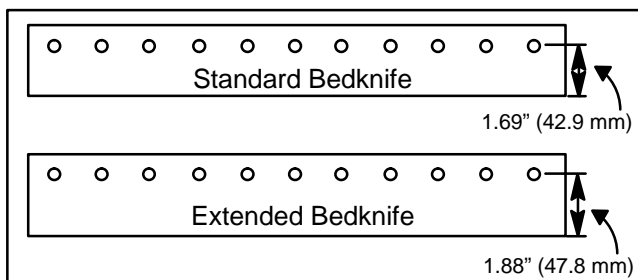 Standard Bedknife
1.69” (42.9 mm)
Extended Bedknife
1.88” (47.8 mm)